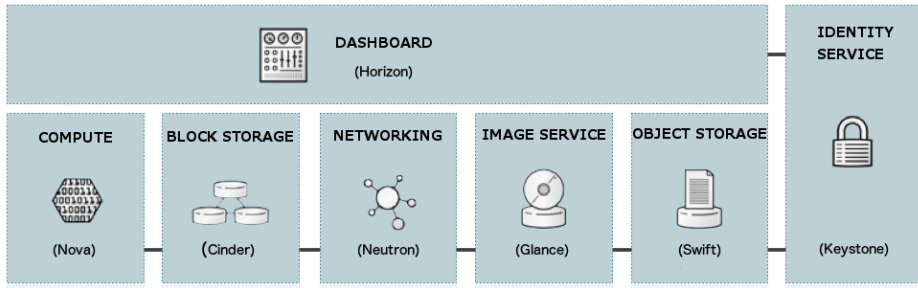 DASHBOARD
(Horizon)
IDENTITY
SERVICE
COMPUTE
(Nova)
BLOCK STORAGE
(Cinder)
NETWORKING
(Neutron)
IMAGE SERVICE
(Glance)
OBJECT STORAGE
(Swift)
(Keystone)